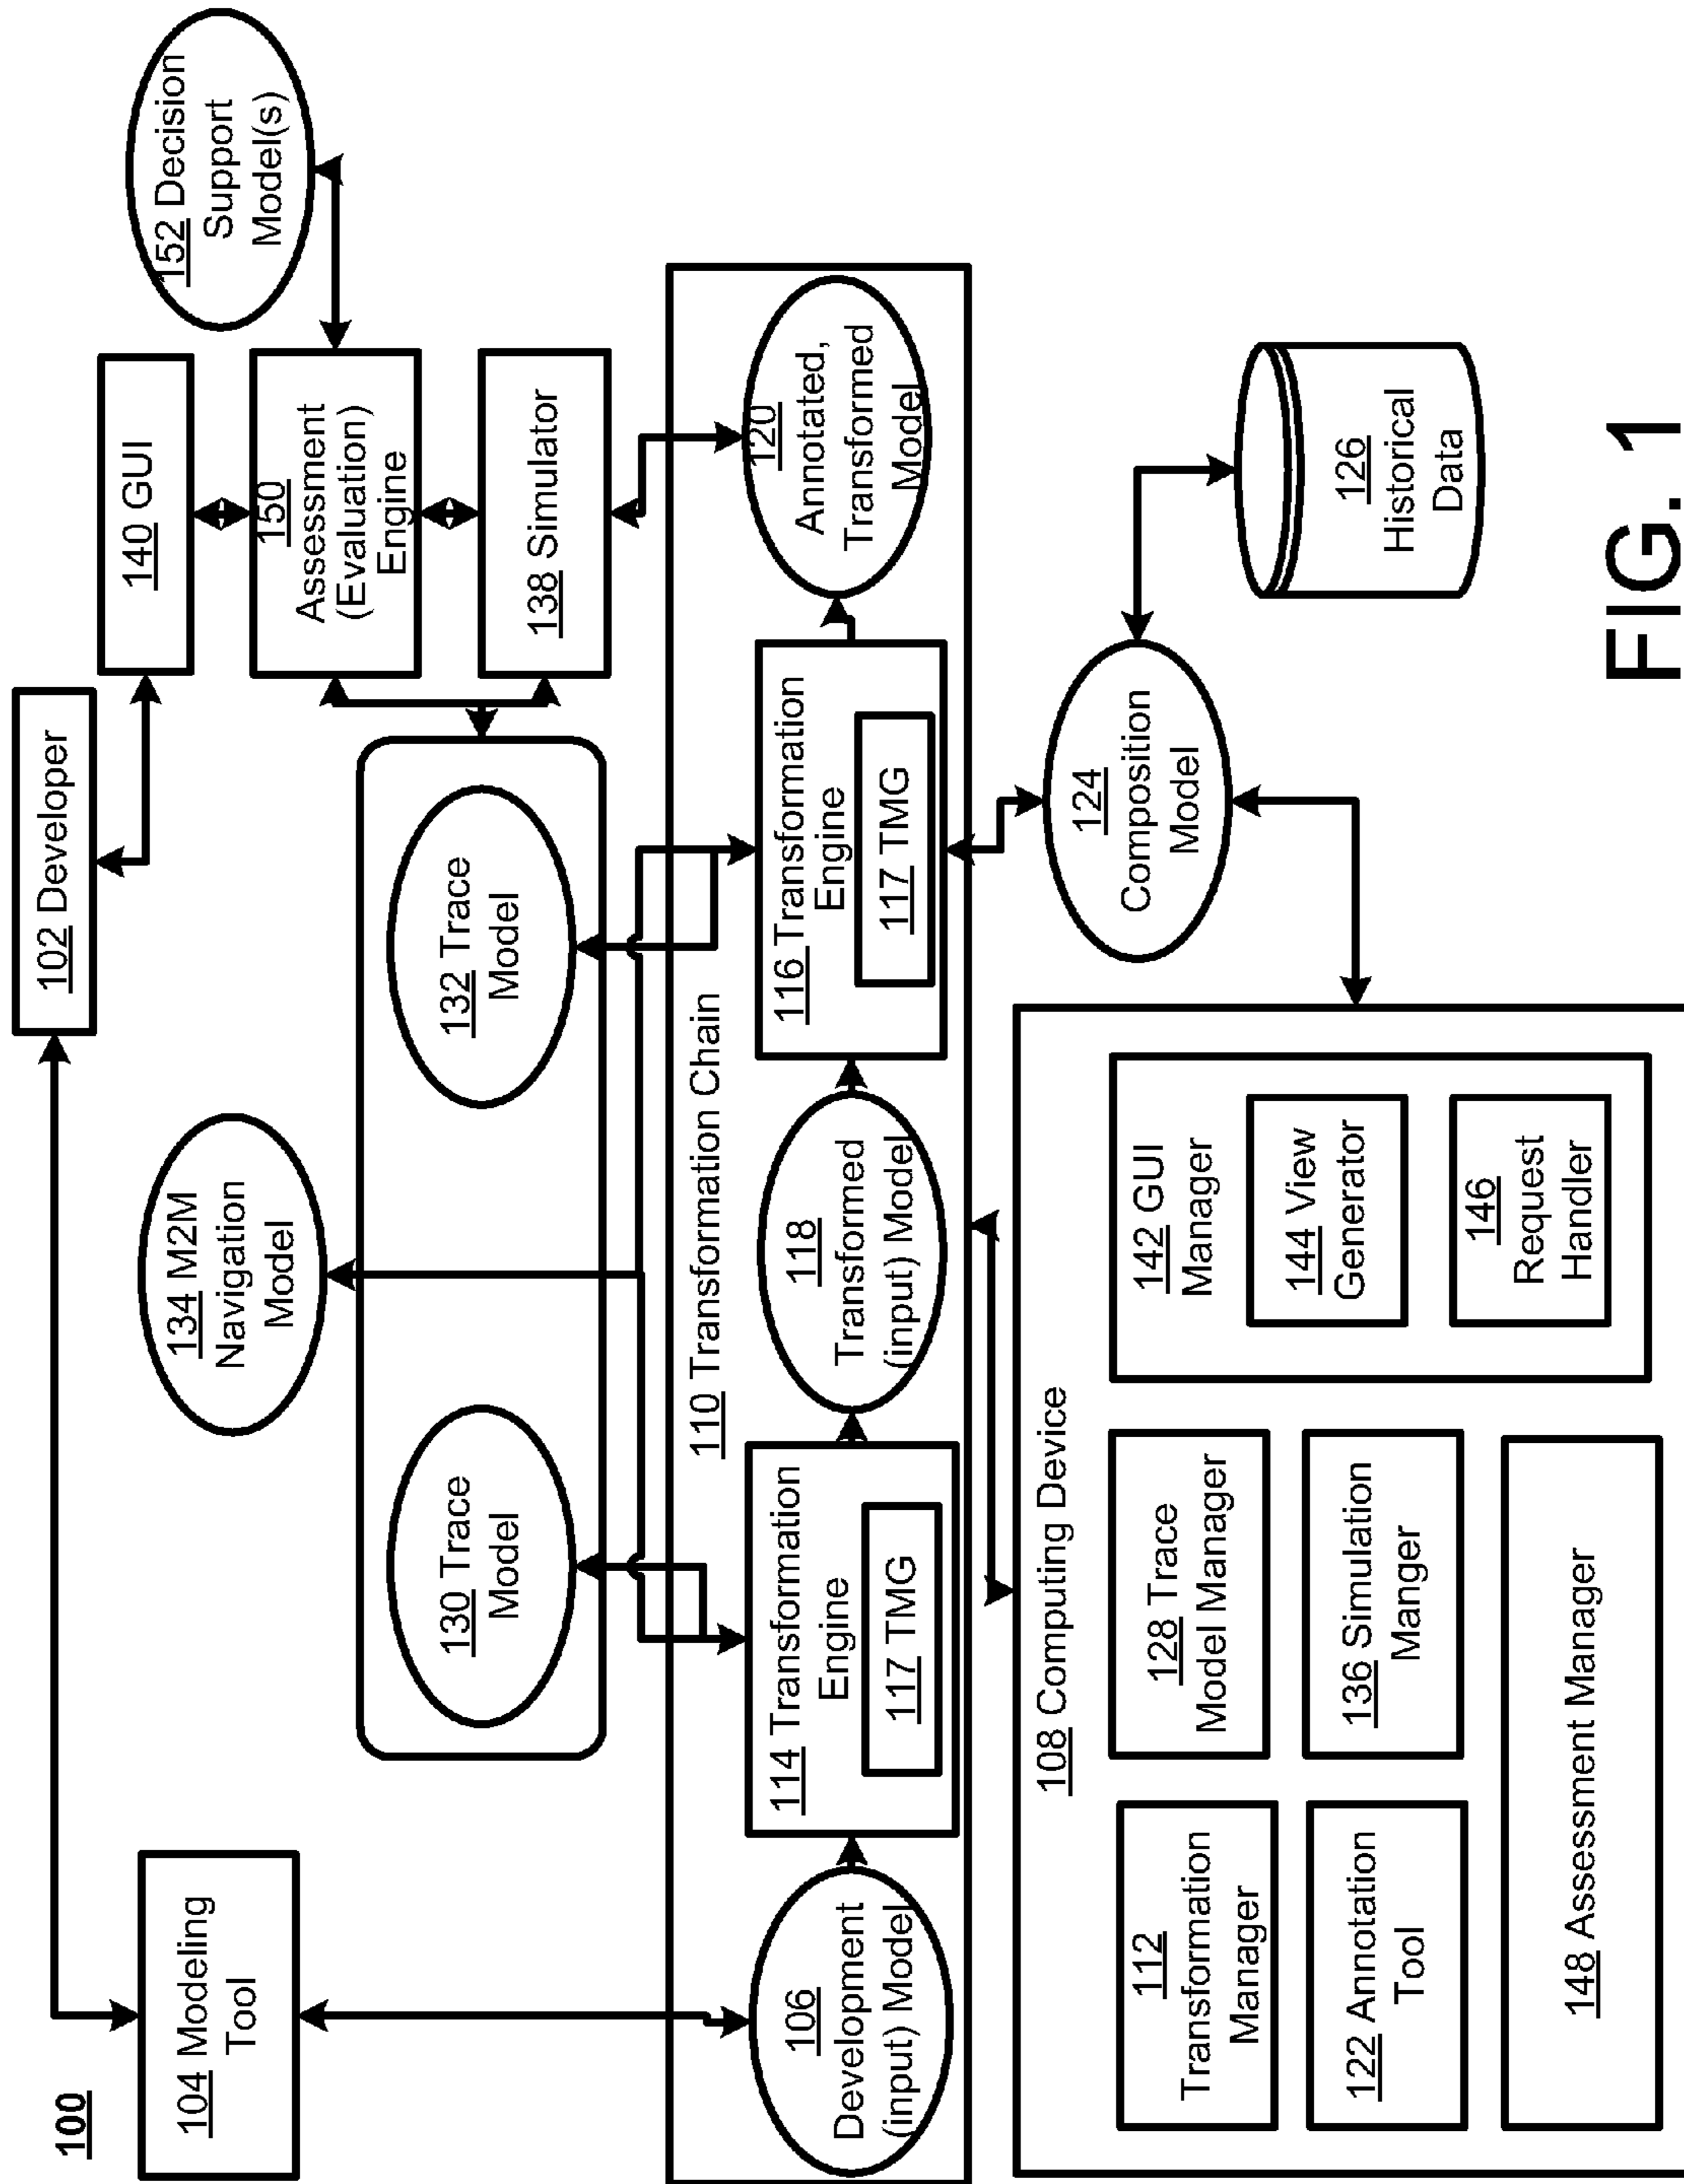 100
102 Developer
104 Modeling
Tool
134 M2M
Navigation
Model
140 GUI
152 Decision
Support
Model(s)
150
Assessment
(Evaluation)
Engine
130 Trace
Model
132 Trace
Model
138 Simulator
110 Transformation Chain
106
Development
(input) Model
114 Transformation
Engine
117 TMG
118
Transformed
(input) Model
116 Transformation
Engine
117 TMG
120
Annotated,
Transformed
Model
108 Computing Device
112
Transformation
Manager
128 Trace
Model Manager
142 GUI
Manager
144 View
Generator
146
Request
Handler
122 Annotation
Tool
136 Simulation
Manger
148 Assessment Manager
124
Composition
Model
126
Historical
Data
FIG. 1